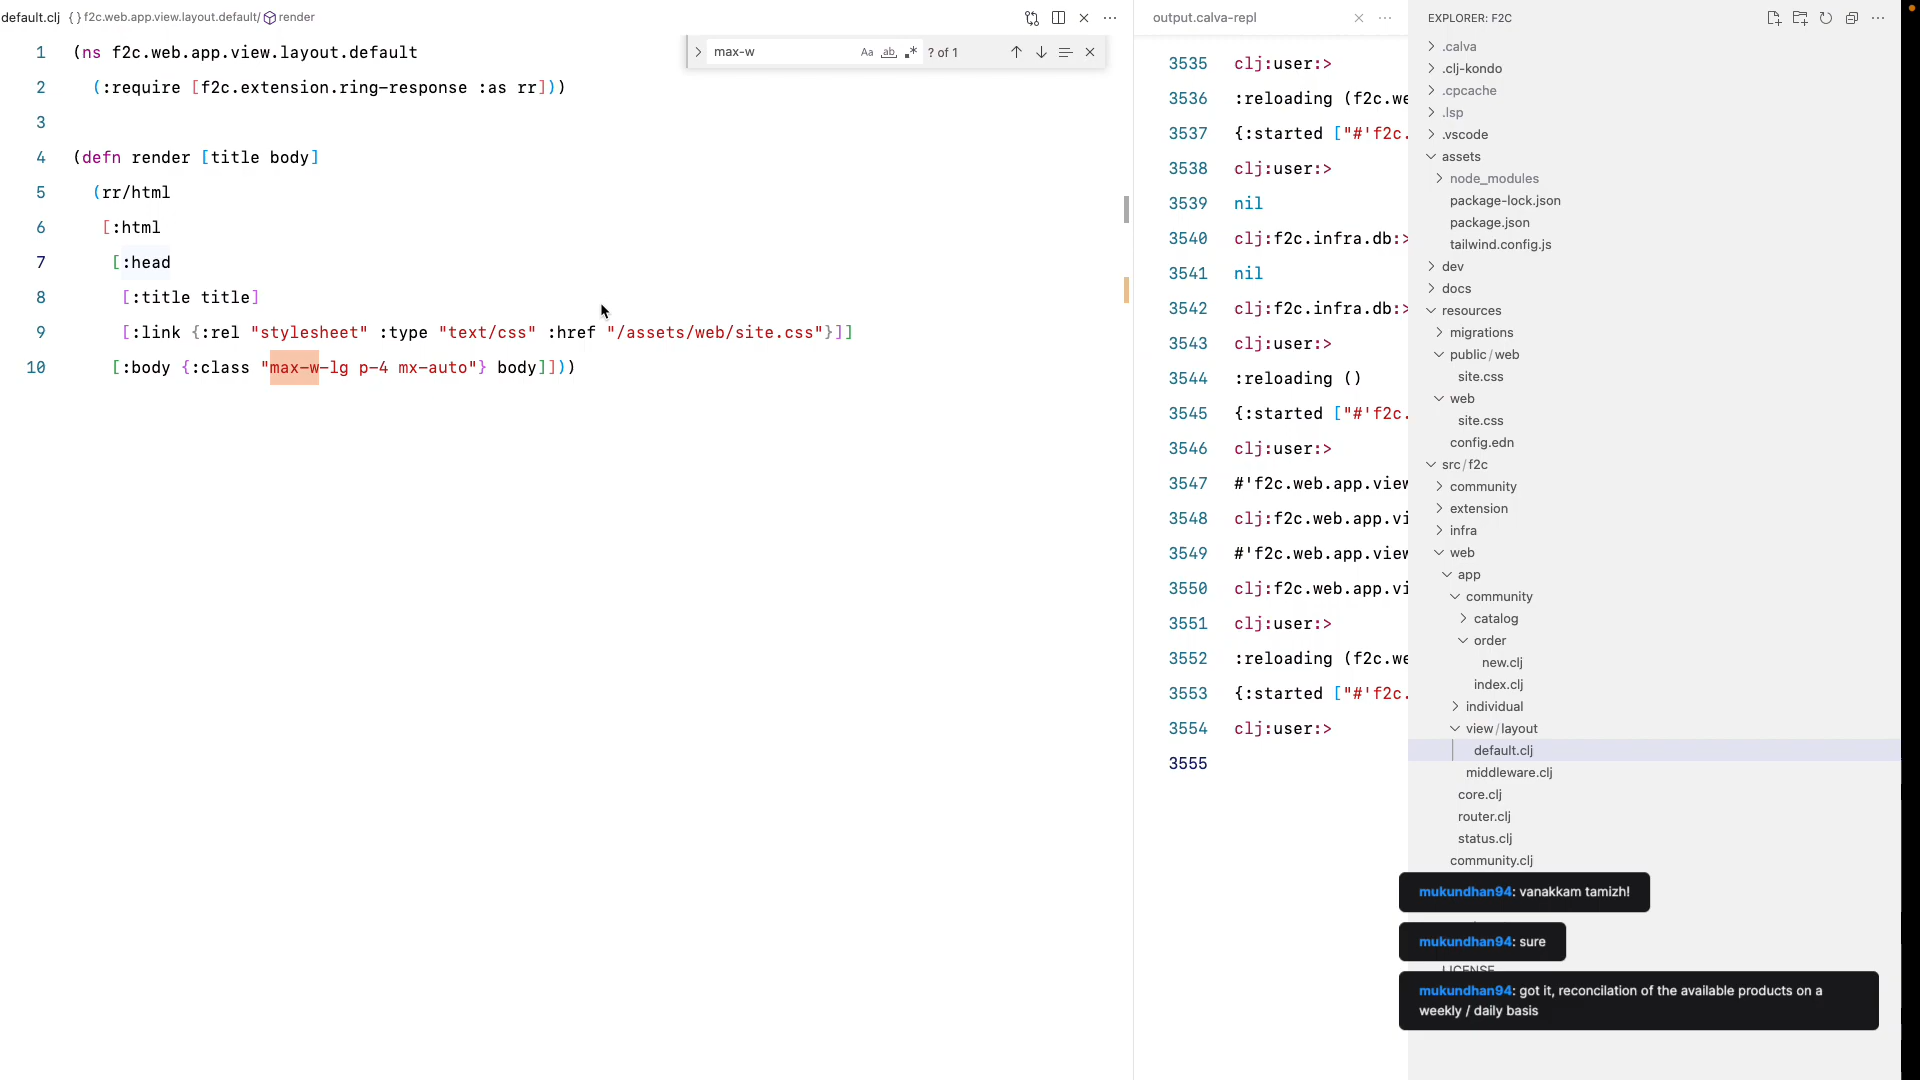 default.clj {} f2c.web.app.view.layout.default/ render
1 (ns f2c.web.app.view.layout.default
2 (:require [f2c.extension.ring-response :as rr]))
3
4 (defn render [title body]
5 (rr/html
6 [:html
7 [:head
8 [:title title]
9 [:link {:rel "stylesheet" :type "text/css" :href "/assets/web/site.css"}]]
10 [:body {:class "max-w-lg p-4 mx-auto"} body]]))
max-w Aa ab ? of 1
output.calva-repl
3535 clj:user:>
3536 :reloading (f2c.we
3537 {:started ["#'f2c.
3538 clj:user:>
3539 nil
3540 clj:f2c.infra.db:>
3541 nil
3542 clj:f2c.infra.db:>
3543 clj:user:>
3544 :reloading ()
3545 {:started ["#'f2c.
3546 clj:user:>
3547 #'f2c.web.app.view
3548 clj:f2c.web.app.vi
3549 #'f2c.web.app.view
3550 clj:f2c.web.app.vi
3551 clj:user:>
3552 :reloading (f2c.we
3553 {:started ["#'f2c.
3554 clj:user:>
3555
EXPLORER: F2C
.calva
.clj-kondo
.cpcache
.lsp
.vscode
assets
node_modules
package-lock.json
package.json
tailwind.config.js
dev
docs
resources
migrations
public/web
site.css
web
site.css
config.edn
src/f2c
community
extension
infra
web
app
community
catalog
order
new.clj
index.clj
individual
view/layout
default.clj
middleware.clj
core.clj
router.clj
status.clj
community.clj
mukundhan94: vanakkam tamizh!
mukundhan94: sure
LICENSE
mukundhan94: got it, reconcilation of the available products on a
weekly / daily basis